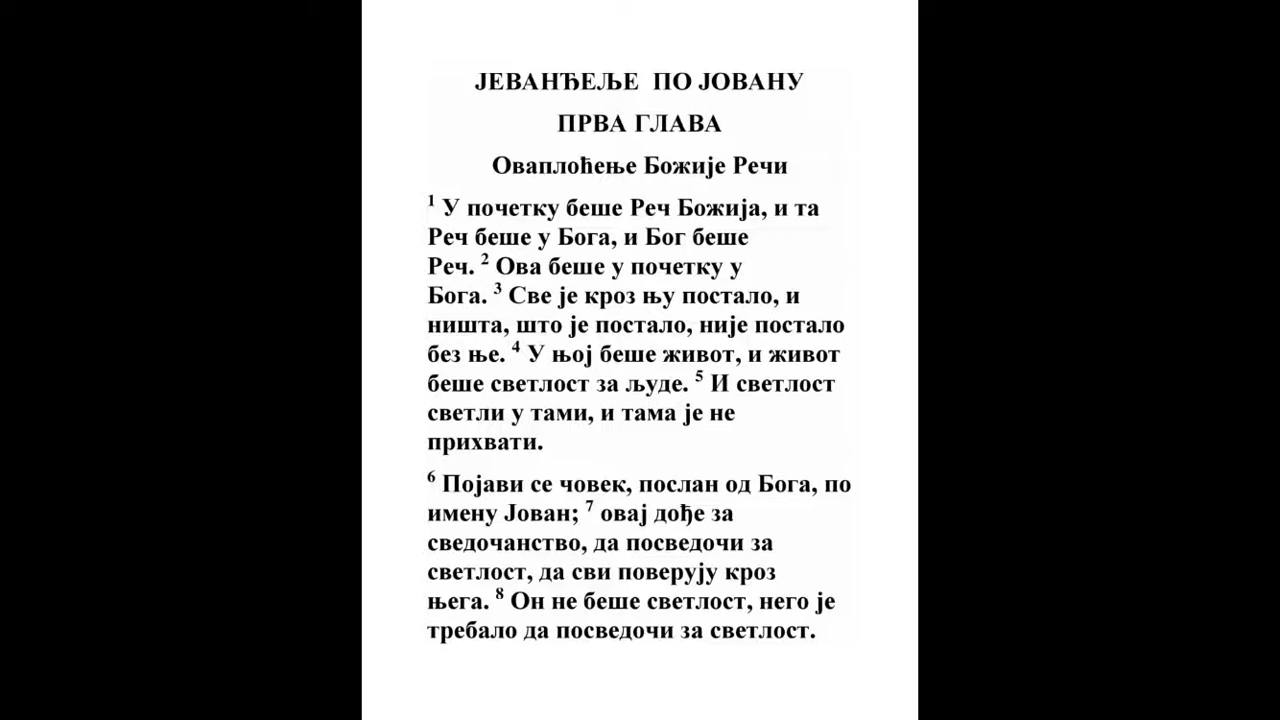 ЈЕВАНЂЕЉЕ ПО ЈОВАНУ
ПРВА ГЛАВА
Оваплоћење Божије Речи
1 У почетку беше Реч Божија, и та
Реч беше у Бога, и Бог беше
Реч. 2 Ова беше у почетку у
Бога. 3 Све је кроз њу постало, и
ништа, што је постало, није постало
без ње. 4 У њој беше живот, и живот
беше светлост за људе. 5 И светлост
светли у тами, и тама је не
прихвати.
6 Појави се човек, послан од Бога, по
имену Јован; 7 овај дође за
сведочанство, да посведочи за
светлост, да сви поверују кроз
њега. 8 Он не беше светлост, него је
требало да посведочи за светлост.